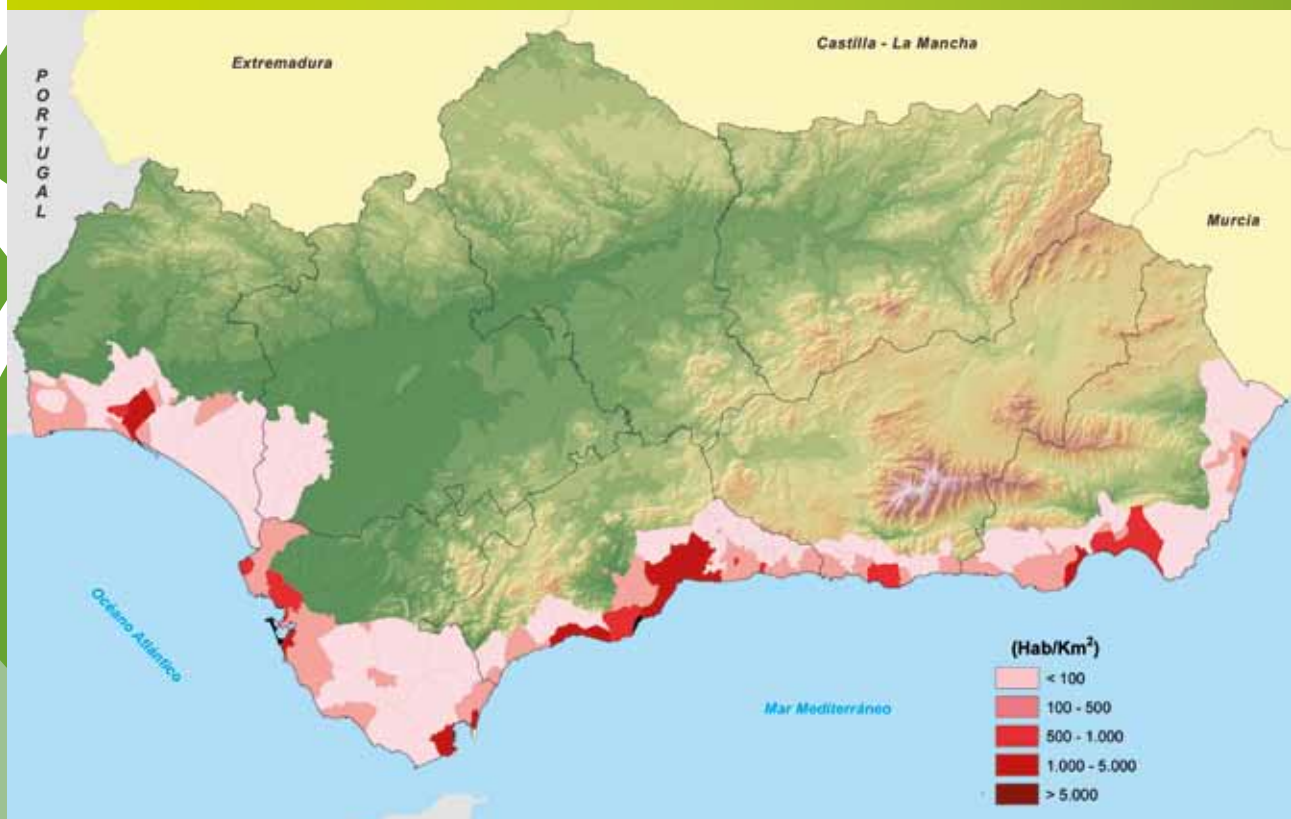 Extremadura
Castilla - La Mancha
PORTUGAL
Murcia
Océano Atlántico
Mar Mediterráneo
(Hab/Km²)
< 100
100 - 500
500 - 1.000
1.000 - 5.000
> 5.000